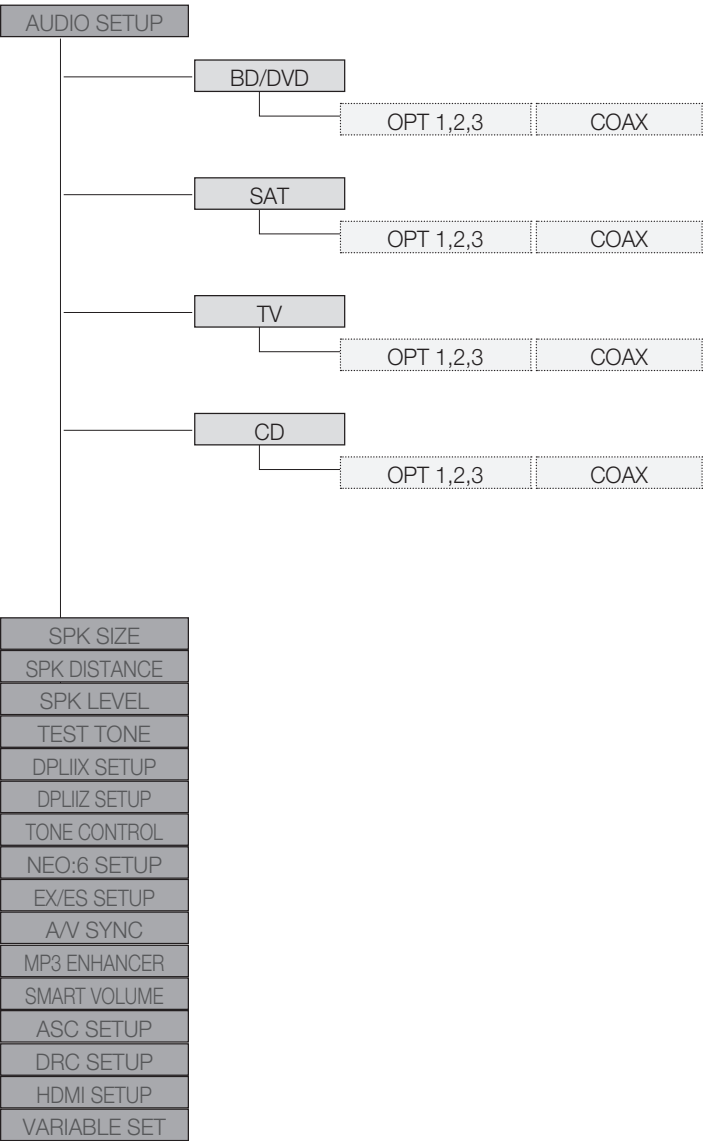 AUDIO SETUP
BD/DVD
OPT 1,2,3 COAX
SAT
OPT 1,2,3 COAX
TV
OPT 1,2,3 COAX
CD
OPT 1,2,3 COAX
SPK SIZE
SPK DISTANCE
SPK LEVEL
TEST TONE
DPLIIX SETUP
DPLIIZ SETUP
TONE CONTROL
NEO:6 SETUP
EX/ES SETUP
A/V SYNC
MP3 ENHANCER
SMART VOLUME
ASC SETUP
DRC SETUP
HDMI SETUP
VARIABLE SET